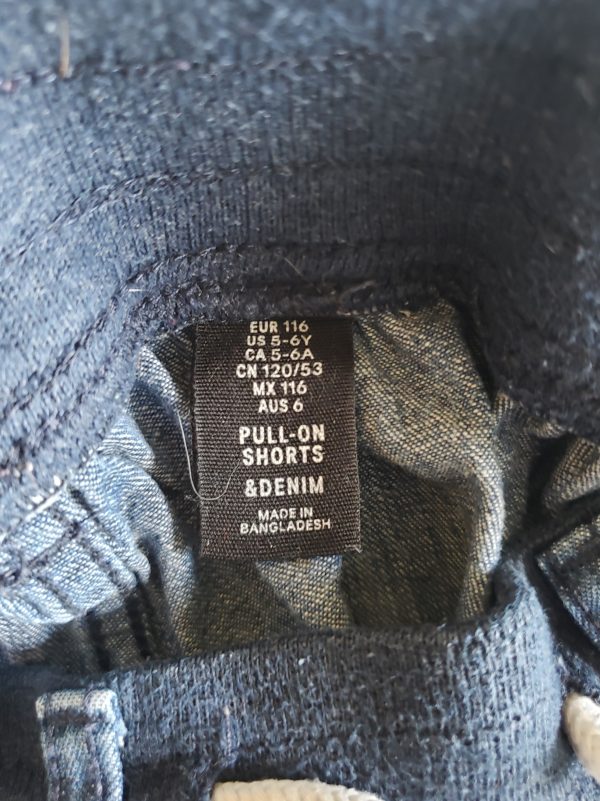 EUR 116
US 5-6Y
CA 5-6A
CN 120/53
MX 116
AUS 6
PULL-ON
SHORTS
&DENIM
MADE IN
BANGLADESH